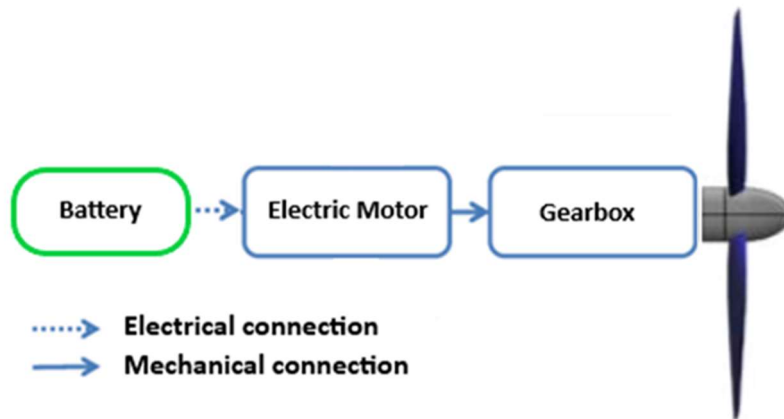 Battery
Electric Motor
Gearbox
Electrical connection
Mechanical connection